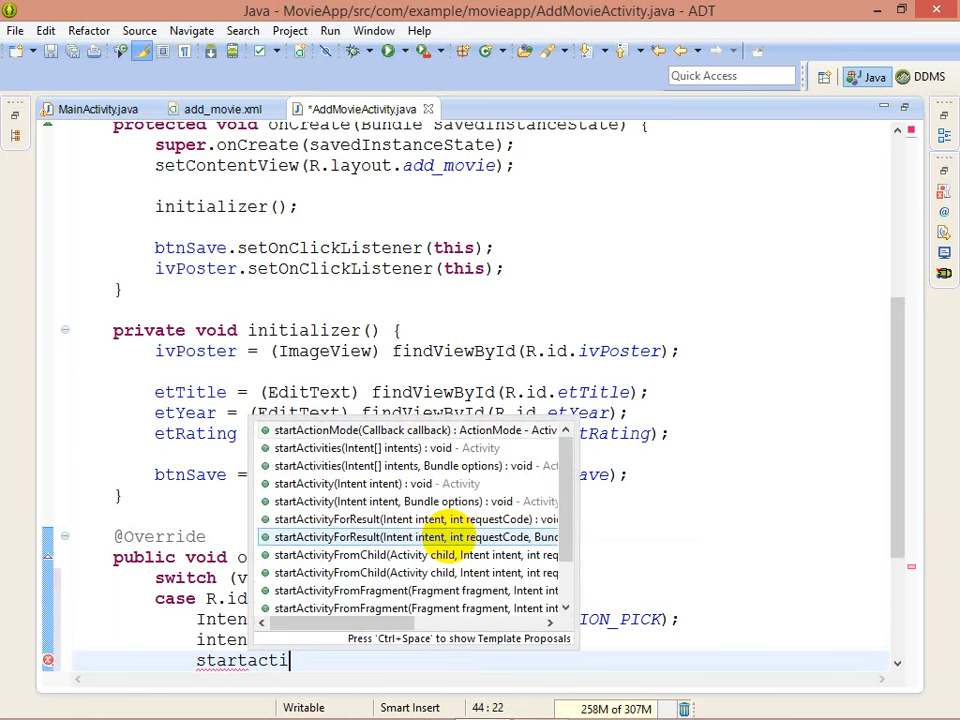 Java - MovieApp/src/com/example/movieapp/AddMovieActivity.java - ADT
File Edit Refactor Source Navigate Search Project Run Window Help
Quick Access
Java
DDMS
MainActivity.java
add_movie.xml
*AddMovieActivity.java
protected void onCreate(Bundle savedInstanceState) {
super.onCreate(savedInstanceState);
setContentView(R.layout.add_movie);
initializer();
btnSave.setOnClickListener(this);
ivPoster.setOnClickListener(this);
}
private void initializer() {
ivPoster = (ImageView) findViewById(R.id.ivPoster);
etTitle = (EditText) findViewById(R.id.etTitle);
etYear = (EditText) findViewById(R.id.etYear);
etRating
etRating);
btnSave =
ave);
}
@Override
public void o
switch (v
case R.id
Inten
ION_PICK);
inten
startacti
startActionMode(Callback callback) : ActionMode - Activ
startActivities(Intent[] intents) : void - Activity
startActivities(Intent[] intents, Bundle options) : void - Act
startActivity(Intent intent) : void - Activity
startActivity(Intent intent, Bundle options) : void - Activity
startActivityForResult(Intent intent, int requestCode) : voi
startActivityForResult(Intent intent, int requestCode, Bund
startActivityFromChild(Activity child, Intent intent, int req
startActivityFromChild(Activity child, Intent intent, int req
startActivityFromFragment(Fragment fragment, Intent int
startActivityFromFragment(Fragment fragment, Intent int
Press 'Ctrl+Space' to show Template Proposals
Writable
Smart Insert
44 : 22
258M of 307M